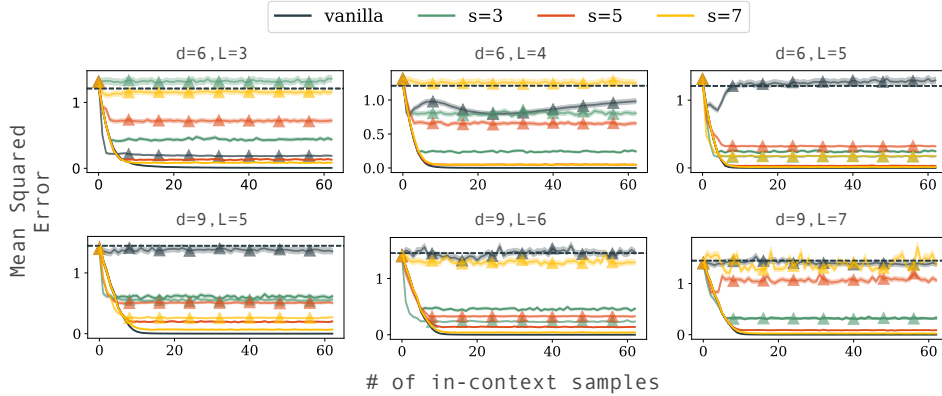 vanilla s=3 s=5 s=7
d=6,L=3 d=6,L=4 d=6,L=5
1 0 0 20 40 60
1.0 0.5 0.0 0 20 40 60
1 0 0 20 40 60
Mean Squared
Error
d=9,L=5 d=9,L=6 d=9,L=7
1 0 0 20 40 60
1 0 0 20 40 60
1 0 0 20 40 60
# of in-context samples